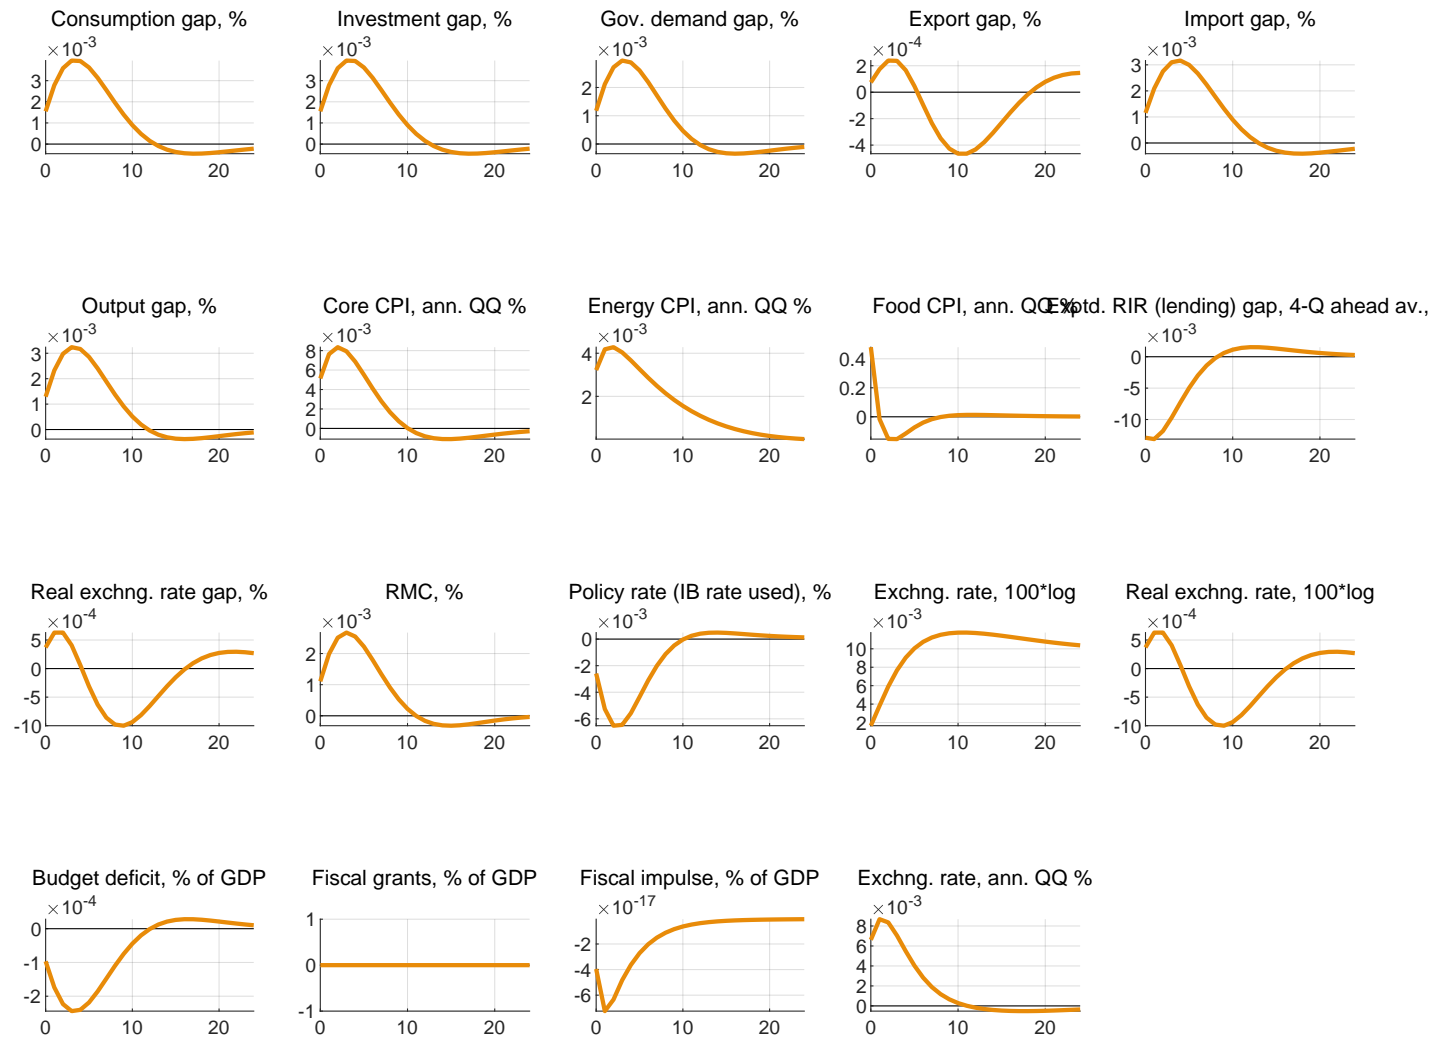 Consumption gap, %
×10-3
3
2
1
0
0 10 20
Investment gap, %
×10-3
3
2
1
0
0 10 20
Gov. demand gap, %
×10-3
2
0
0 10 20
Export gap, %
×10-4
2
0
-2
-4
0 10 20
Import gap, %
×10-3
3
2
1
0
0 10 20
Output gap, %
×10-3
3
2
1
0
0 10 20
Core CPI, ann. QQ %
×10-3
8
6
4
2
0
0 10 20
Energy CPI, ann. QQ %
×10-3
4
2
0 10 20
Food CPI, ann. QQ %
0.4
0.2
0
0 10 20
Exptd. RIR (lending) gap, 4-Q ahead av.,
×10-3
0
-5
-10
0 10 20
Real exchng. rate gap, %
×10-4
5
0
-5
-10
0 10 20
RMC, %
×10-3
2
1
0
0 10 20
Policy rate (IB rate used), %
×10-3
0
-2
-4
-6
0 10 20
Exchng. rate, 100*log
×10-3
10
8
6
4
2
0 10 20
Real exchng. rate, 100*log
×10-4
5
0
-5
-10
0 10 20
Budget deficit, % of GDP
×10-4
0
-1
-2
0 10 20
Fiscal grants, % of GDP
1
0
-1
0 10 20
Fiscal impulse, % of GDP
×10-17
-2
-4
-6
0 10 20
Exchng. rate, ann. QQ %
×10-3
8
6
4
2
0
0 10 20